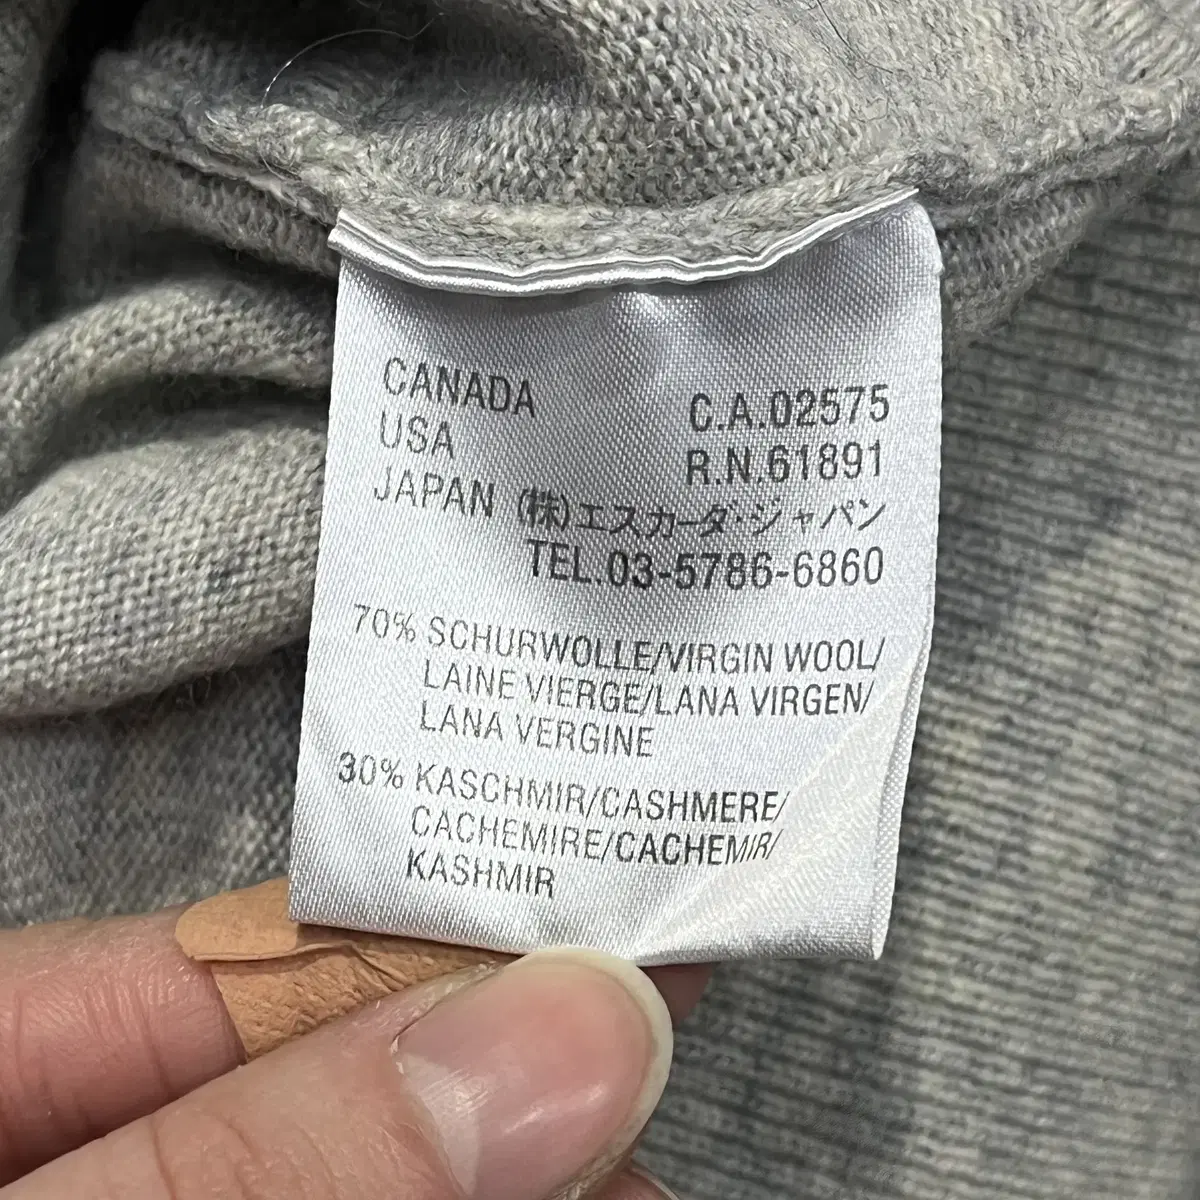 CANADA C.A.02575
USA R.N.61891
JAPAN (株)エスカーダ・ジャパン
TEL.03-5786-6860
70% SCHURWOLLE/VIRGIN WOOL/
LAINE VIERGE/LANA VIRGEN/
LANA VERGINE
30% KASCHMIR/CASHMERE/
CACHEMIRE/CACHEMIR/
KASHMIR